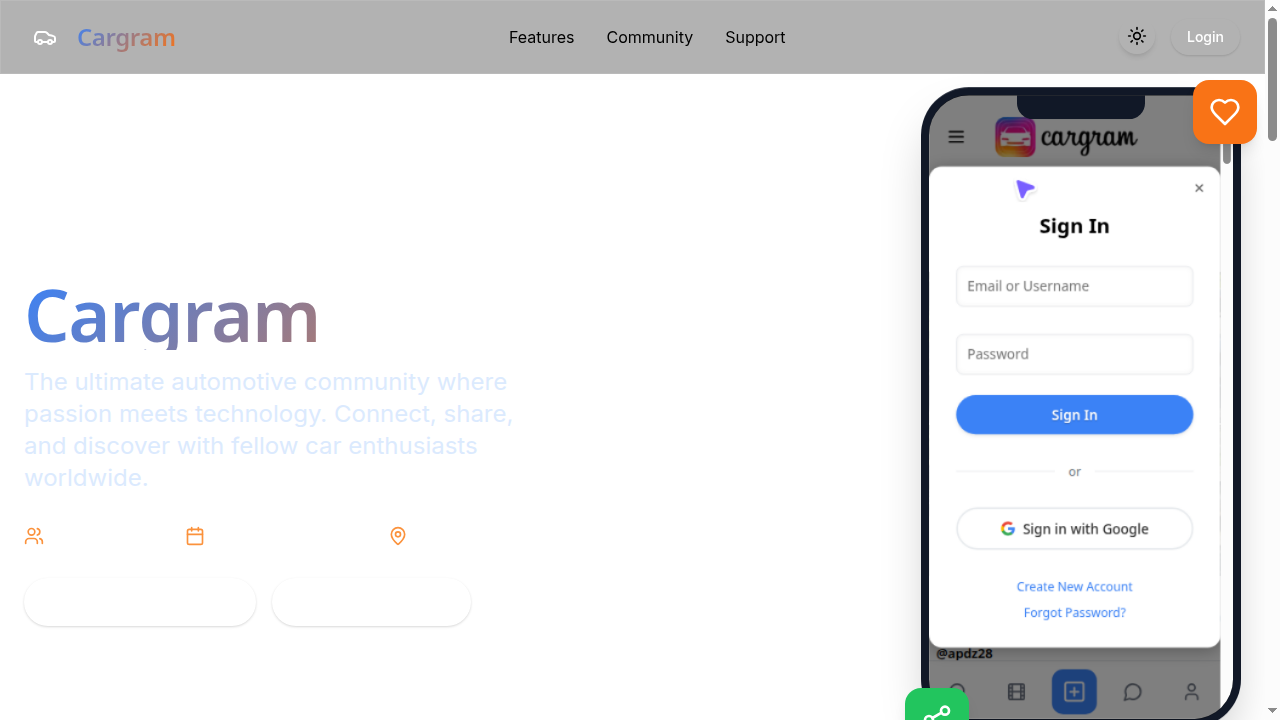 Cargram
Features
Community
Support
Login
Cargram
The ultimate automotive community where
passion meets technology. Connect, share,
and discover with fellow car enthusiasts
worldwide.
cargram
Sign In
Email or Username
Password
Sign In
or
Sign in with Google
Create New Account
Forgot Password?
@apdz28